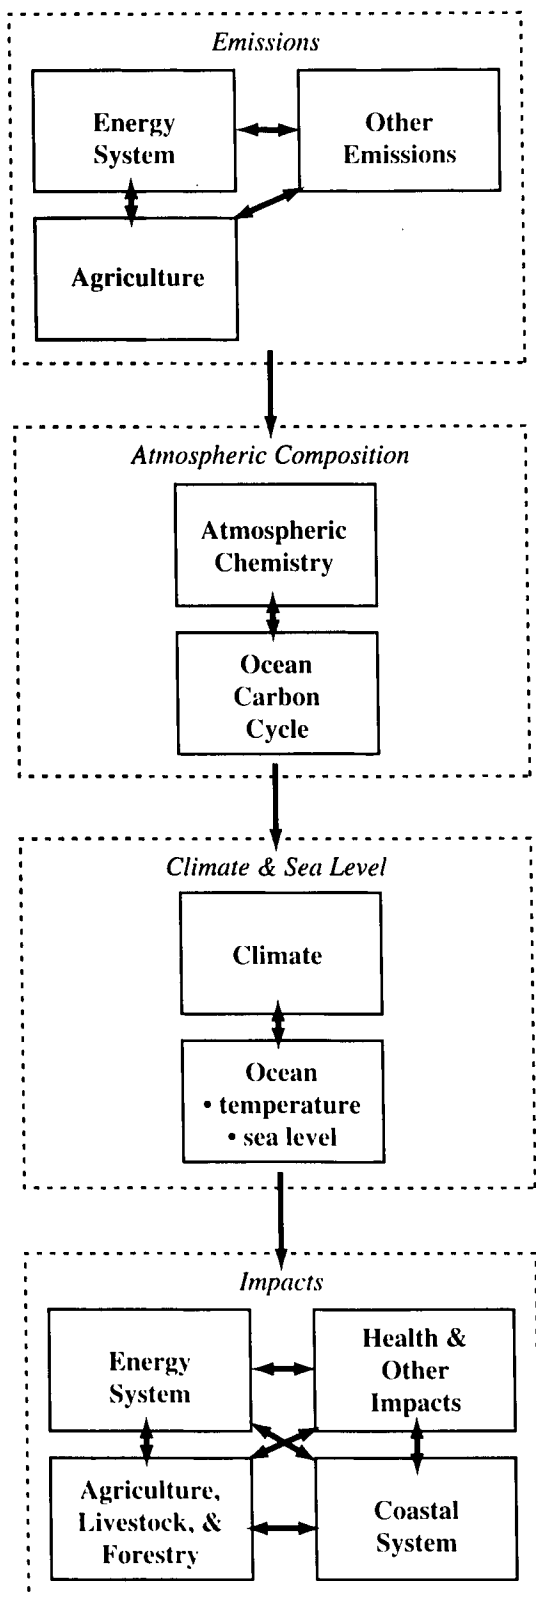 Emissions
Energy
System
Other
Emissions
Agriculture
Atmospheric Composition
Atmospheric
Chemistry
Ocean
Carbon
Cycle
Climate & Sea Level
Climate
Ocean
• temperature
• sea level
Impacts
Energy
System
Health &
Other
Impacts
Agriculture,
Livestock, &
Forestry
Coastal
System